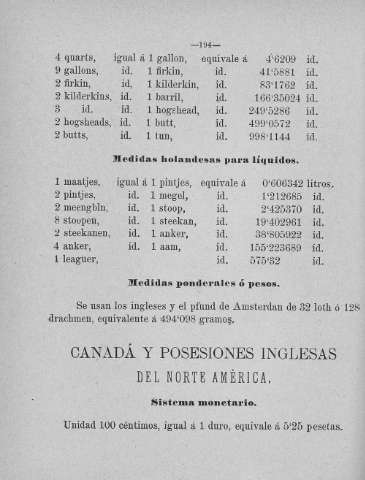 —194—
4 quarts, igual á 1 gallon, equivale á 4'6209 id.
9 gallons, id. 1 firkin, id. 41'5881 id.
2 firkin, id. 1 kilderkin, id. 83'1762 id.
2 kilderkins, id. 1 barril, id. 166'35024 id.
3 id. id. 1 hogshead, id. 249'5286 id.
2 hogsheads, id. 1 butt, id. 499'0572 id.
2 butts, id. 1 tun, id. 998'1144 id.
Medidas holandesas para líquidos.
1 maatjes, igual á 1 pintjes, equivale á 0'606342 litros.
2 pintjes, id. 1 megel, id. 1'212685 id.
2 meengbln, id. 1 stoop, id. 2'425370 id.
8 stoopen, id. 1 steekan, id. 19'402961 id.
2 steekanen, id. 1 anker, id. 38'805922 id.
4 anker, id. 1 aam, id. 155'223689 id.
1 leaguer, id. 575'32 id.
Medidas ponderales ó pesos.
Se usan los ingleses y el pfund de Amsterdan de 32 loth ó 128
drachmen, equivalente á 494'098 gramos.
CANADÁ Y POSESIONES INGLESAS
DEL NORTE AMÉRICA.
Sistema monetario.
Unidad 100 céntimos, igual á 1 duro, equivale á 5'25 pesetas.